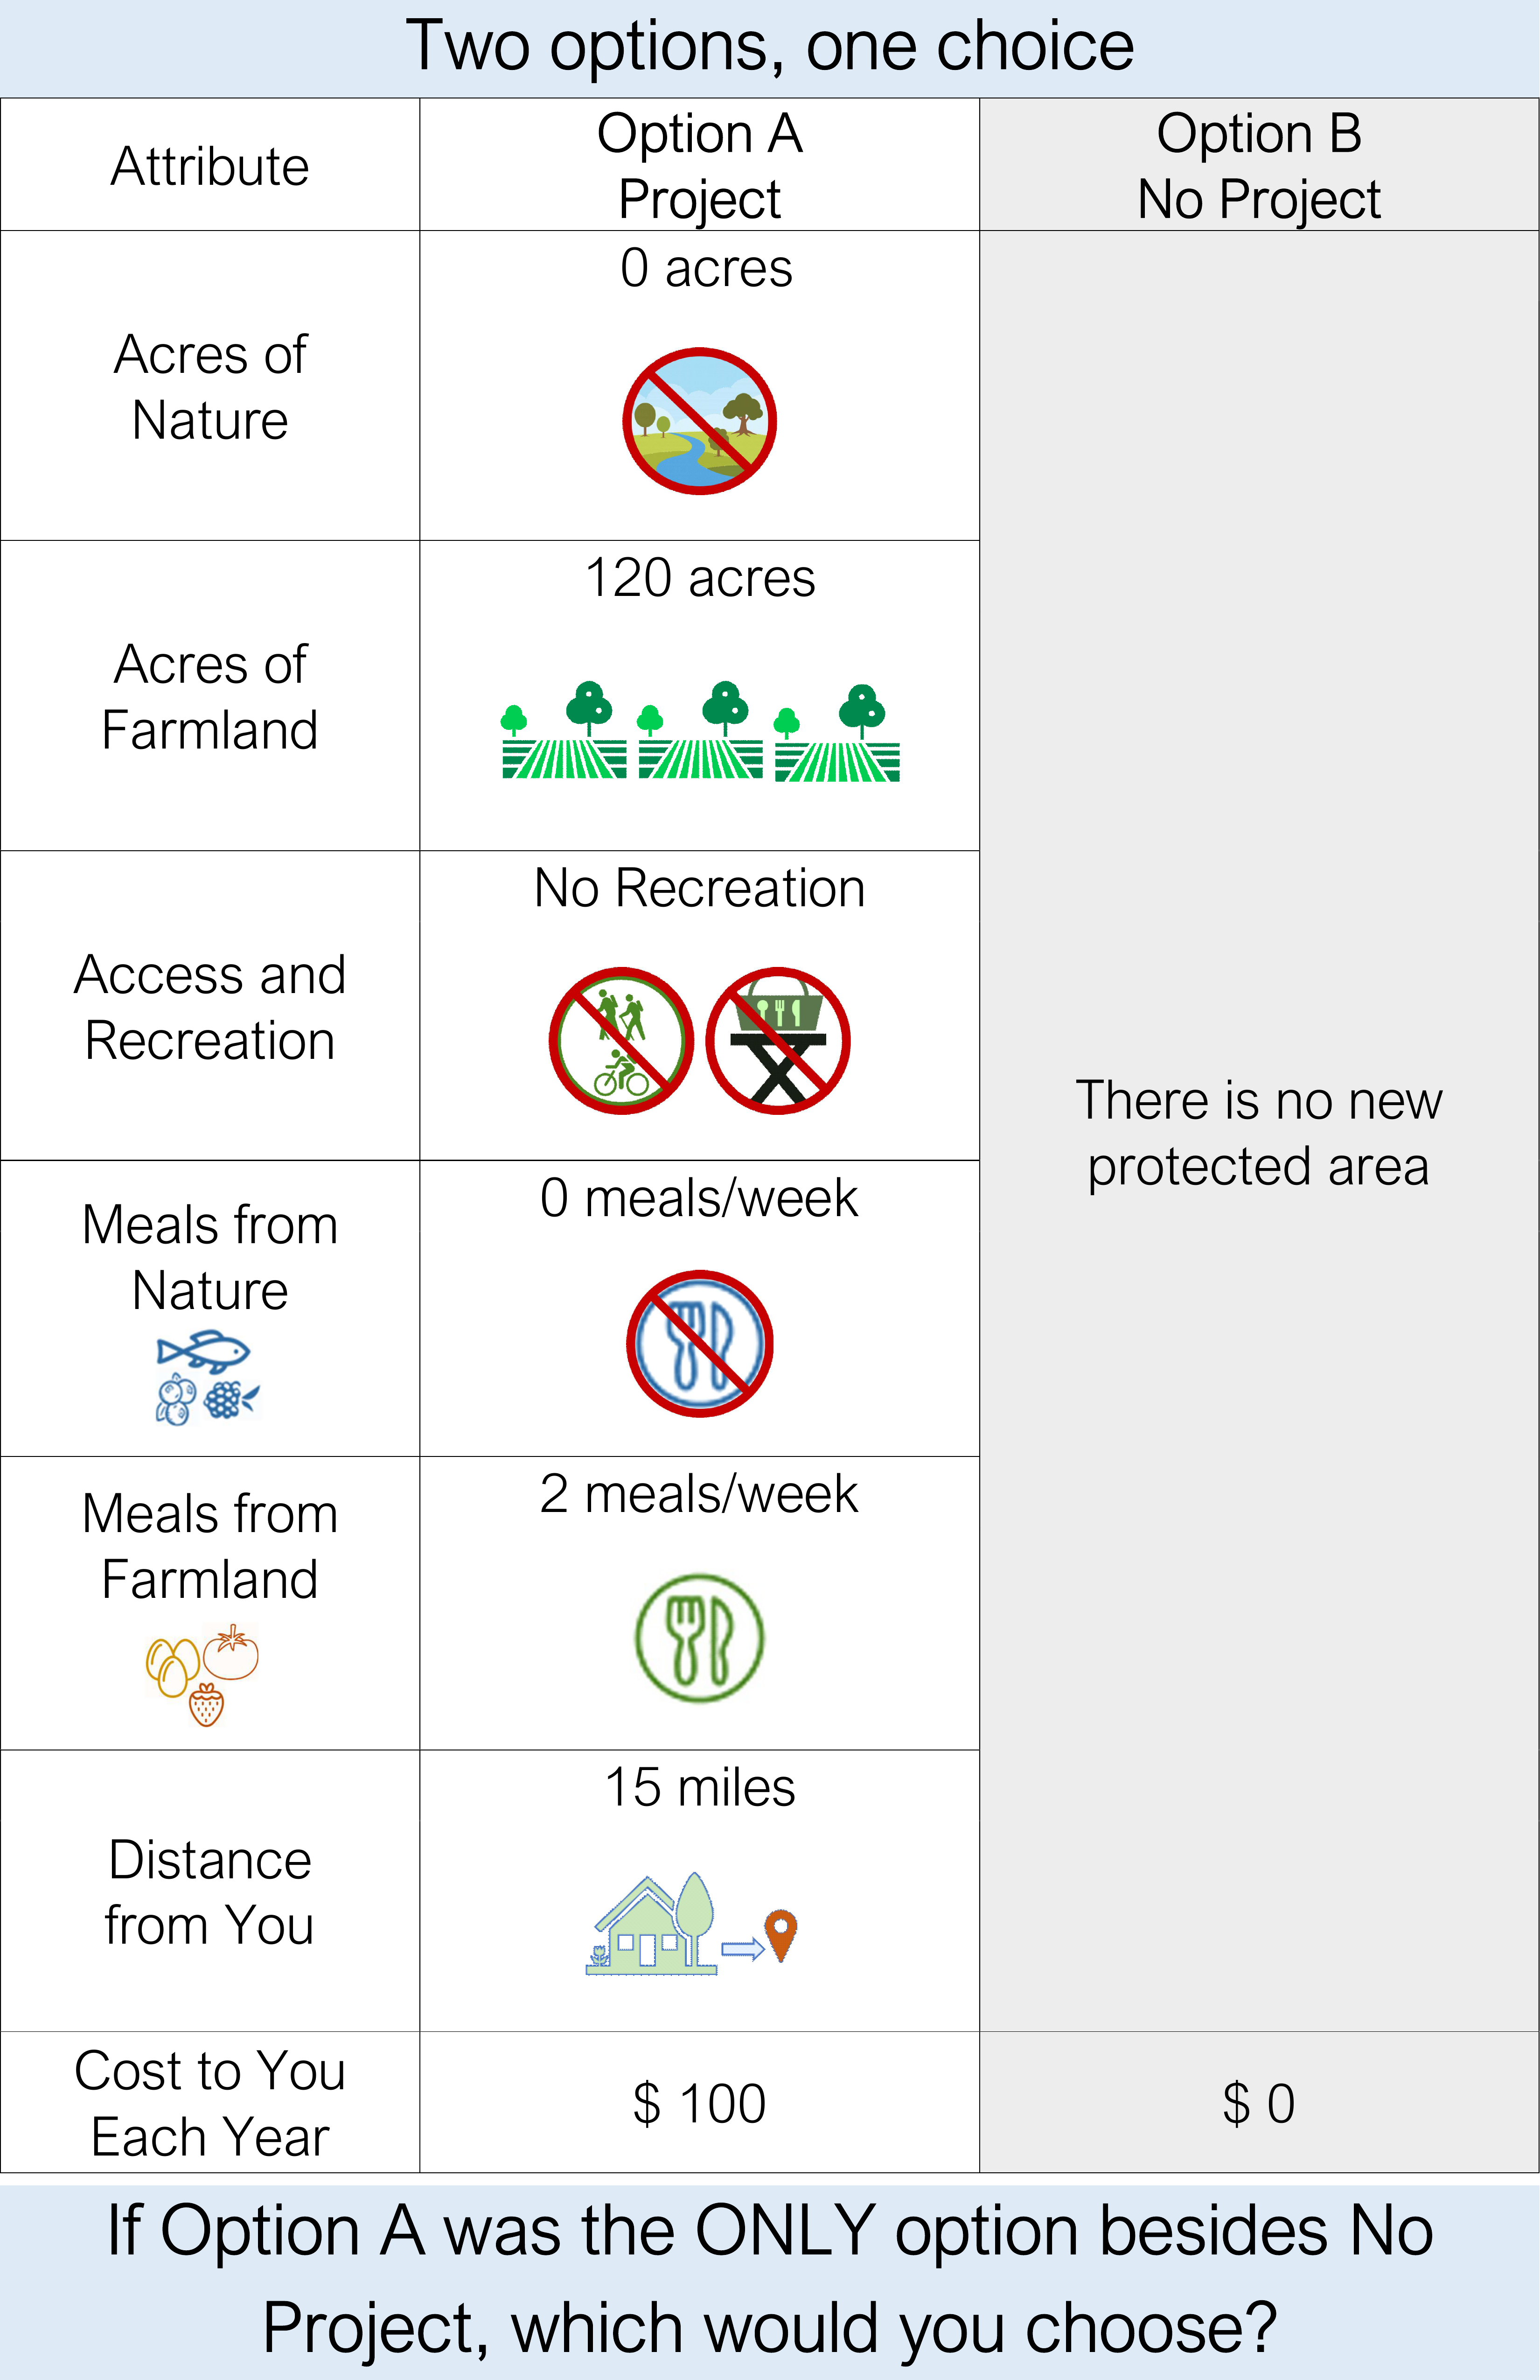 Two options, one choice
Attribute
Option A
Project
Option B
No Project
Acres of
Nature
0 acres
Acres of
Farmland
120 acres
Access and
Recreation
No Recreation
There is no new
protected area
Meals from
Nature
0 meals/week
Meals from
Farmland
2 meals/week
Distance
from You
15 miles
Cost to You
Each Year
$ 100
$ 0
If Option A was the ONLY option besides No
Project, which would you choose?